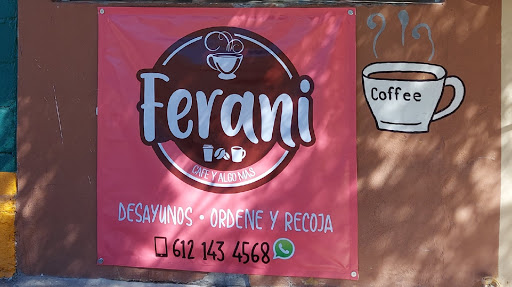 Ferani
CAFE Y ALGO MAS
DESAYUNOS • ORDENE Y RECOJA
612 143 4568
Coffee